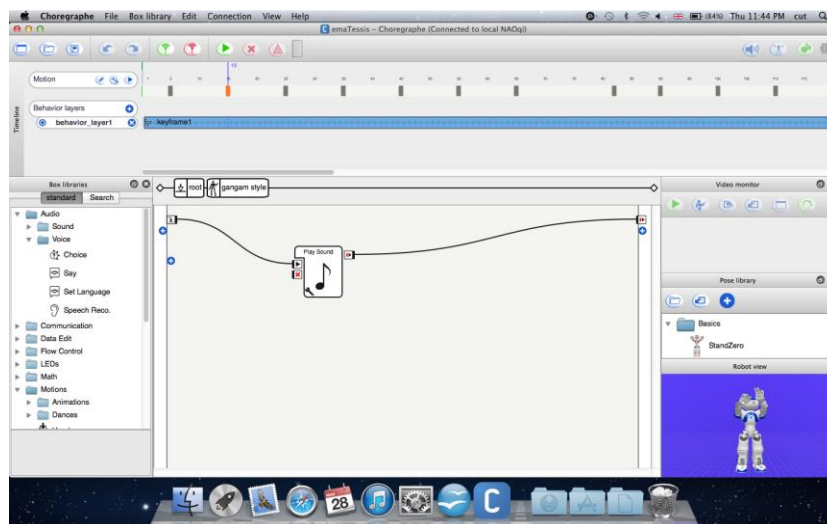 Choregraphe File Box library Edit Connection View Help (84%) Thu 11:44 PM cut
emaTessis – Choregraphe (Connected to local NAOqi)
15
Motion
Behavior layers
behavior_layer1 keyframe1
Timeline
Box libraries
standard Search
root gangam style
Video monitor
Audio
Sound
Voice
Choice
Say
Set Language
Speech Reco.
Communication
Data Edit
Flow Control
LEDs
Math
Motions
Animations
Dances
Play Sound
Pose library
Basics
StandZero
Robot view
28
C